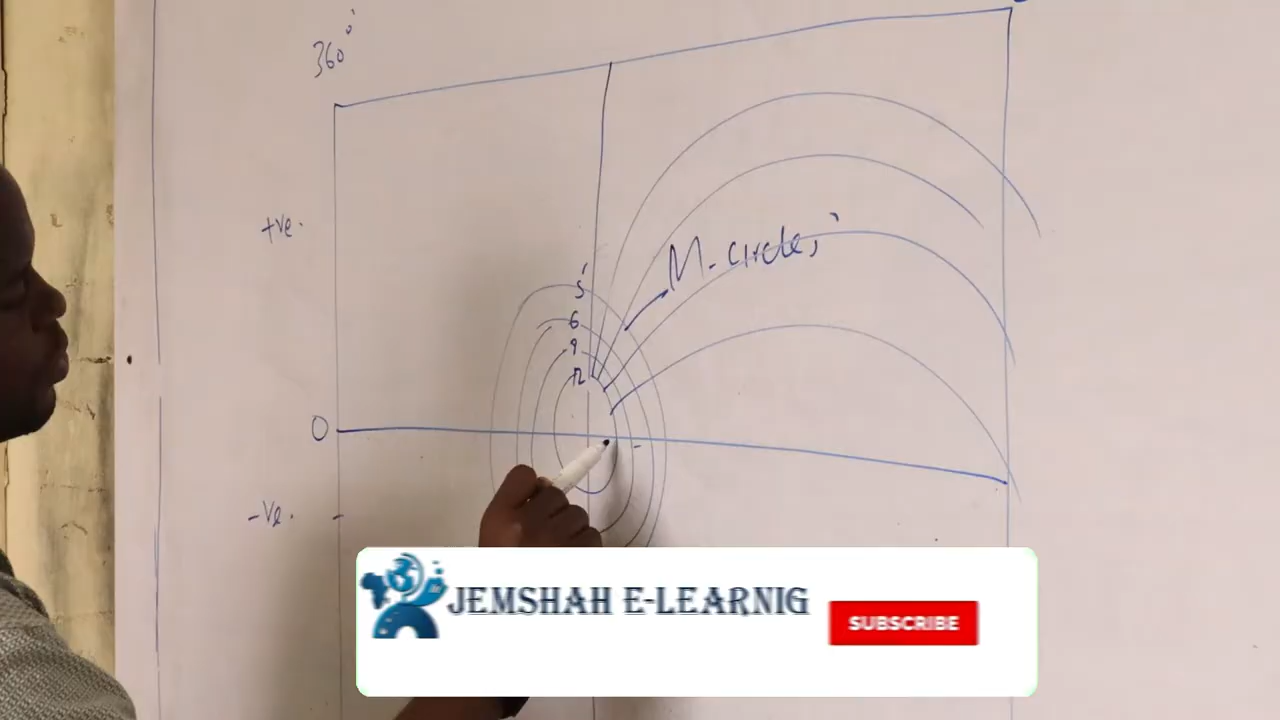 360°
+ve.
M-circles
5
6
9
12
0
-
-ve.
JEMSHAH E-LEARNIG
SUBSCRIBE